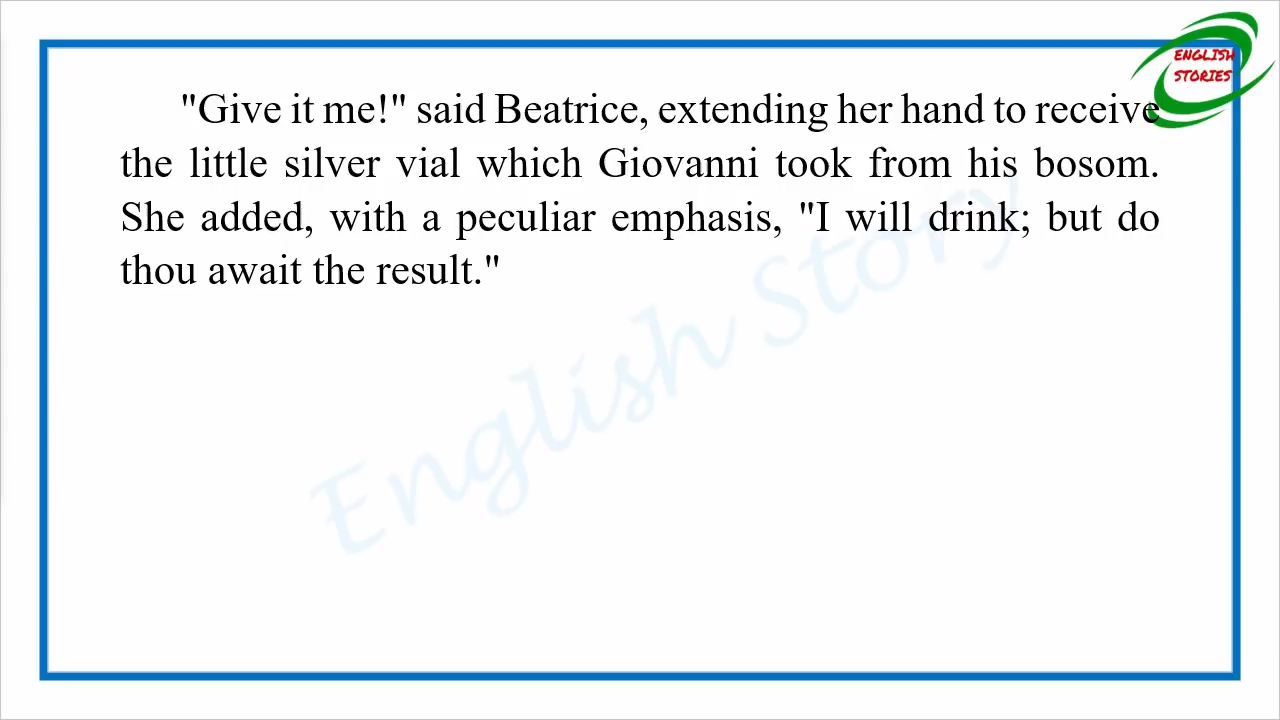 ENGLISH
STORIES
"Give it me!" said Beatrice, extending her hand to receive
the little silver vial which Giovanni took from his bosom.
She added, with a peculiar emphasis, "I will drink; but do
thou await the result."
English Story